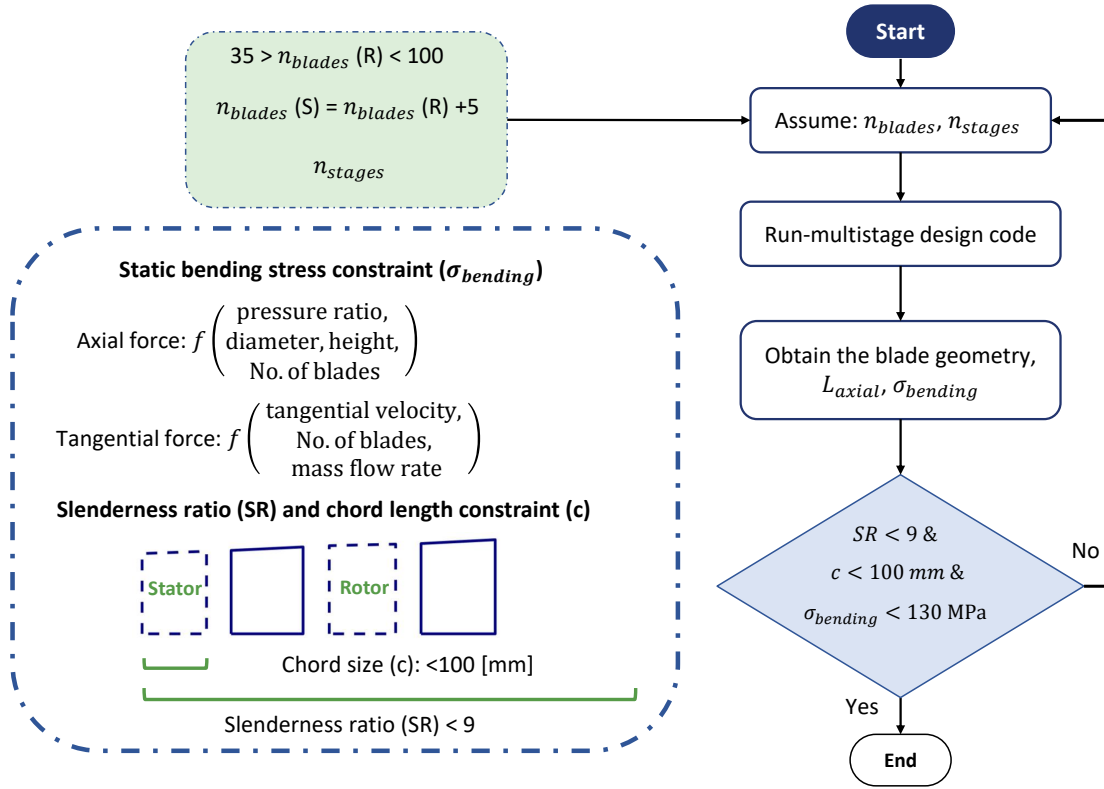 35 > n_blades (R) < 100
n_blades (S) = n_blades (R) +5
n_stages
Static bending stress constraint (σ_bending)
Axial force: f ( pressure ratio,
diameter, height,
No. of blades )
Tangential force: f ( tangential velocity,
No. of blades,
mass flow rate )
Slenderness ratio (SR) and chord length constraint (c)
Stator
Rotor
Chord size (c): <100 [mm]
Slenderness ratio (SR) < 9
Start
Assume: n_blades, n_stages
Run-multistage design code
Obtain the blade geometry,
L_axial, σ_bending
SR < 9 &
c < 100 mm &
σ_bending < 130 MPa
No
Yes
End